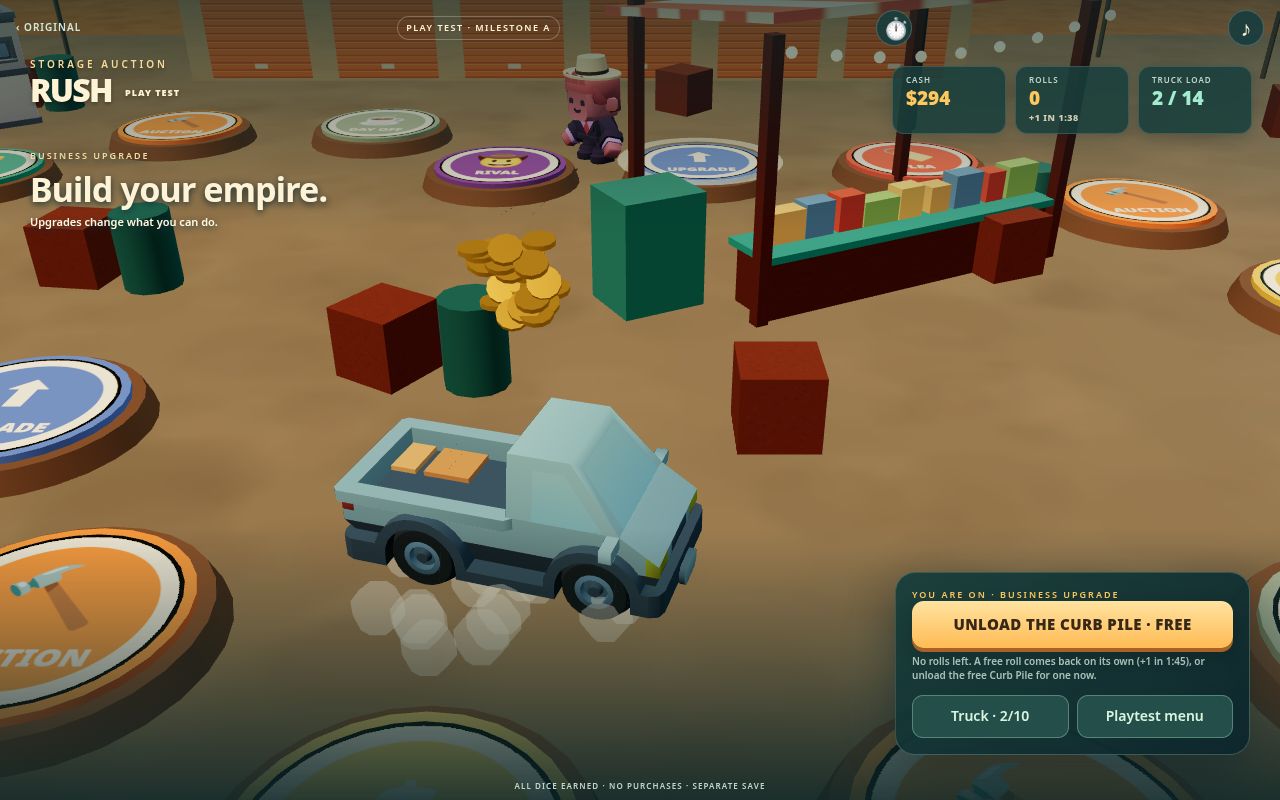 ‹ ORIGINAL
PLAY TEST · MILESTONE A
STORAGE AUCTION
RUSH PLAY TEST
CASH
$294
ROLLS
0
+1 IN 1:38
TRUCK LOAD
2 / 14
AUCTION
DAY OFF
RIVAL
UPGRADE
AUCTION
BUSINESS UPGRADE
Build your empire.
Upgrades change what you can do.
ADE
TION
YOU ARE ON · BUSINESS UPGRADE
UNLOAD THE CURB PILE · FREE
No rolls left. A free roll comes back on its own (+1 in 1:45), or
unload the free Curb Pile for one now.
Truck · 2/10
Playtest menu
ALL DICE EARNED · NO PURCHASES · SEPARATE SAVE